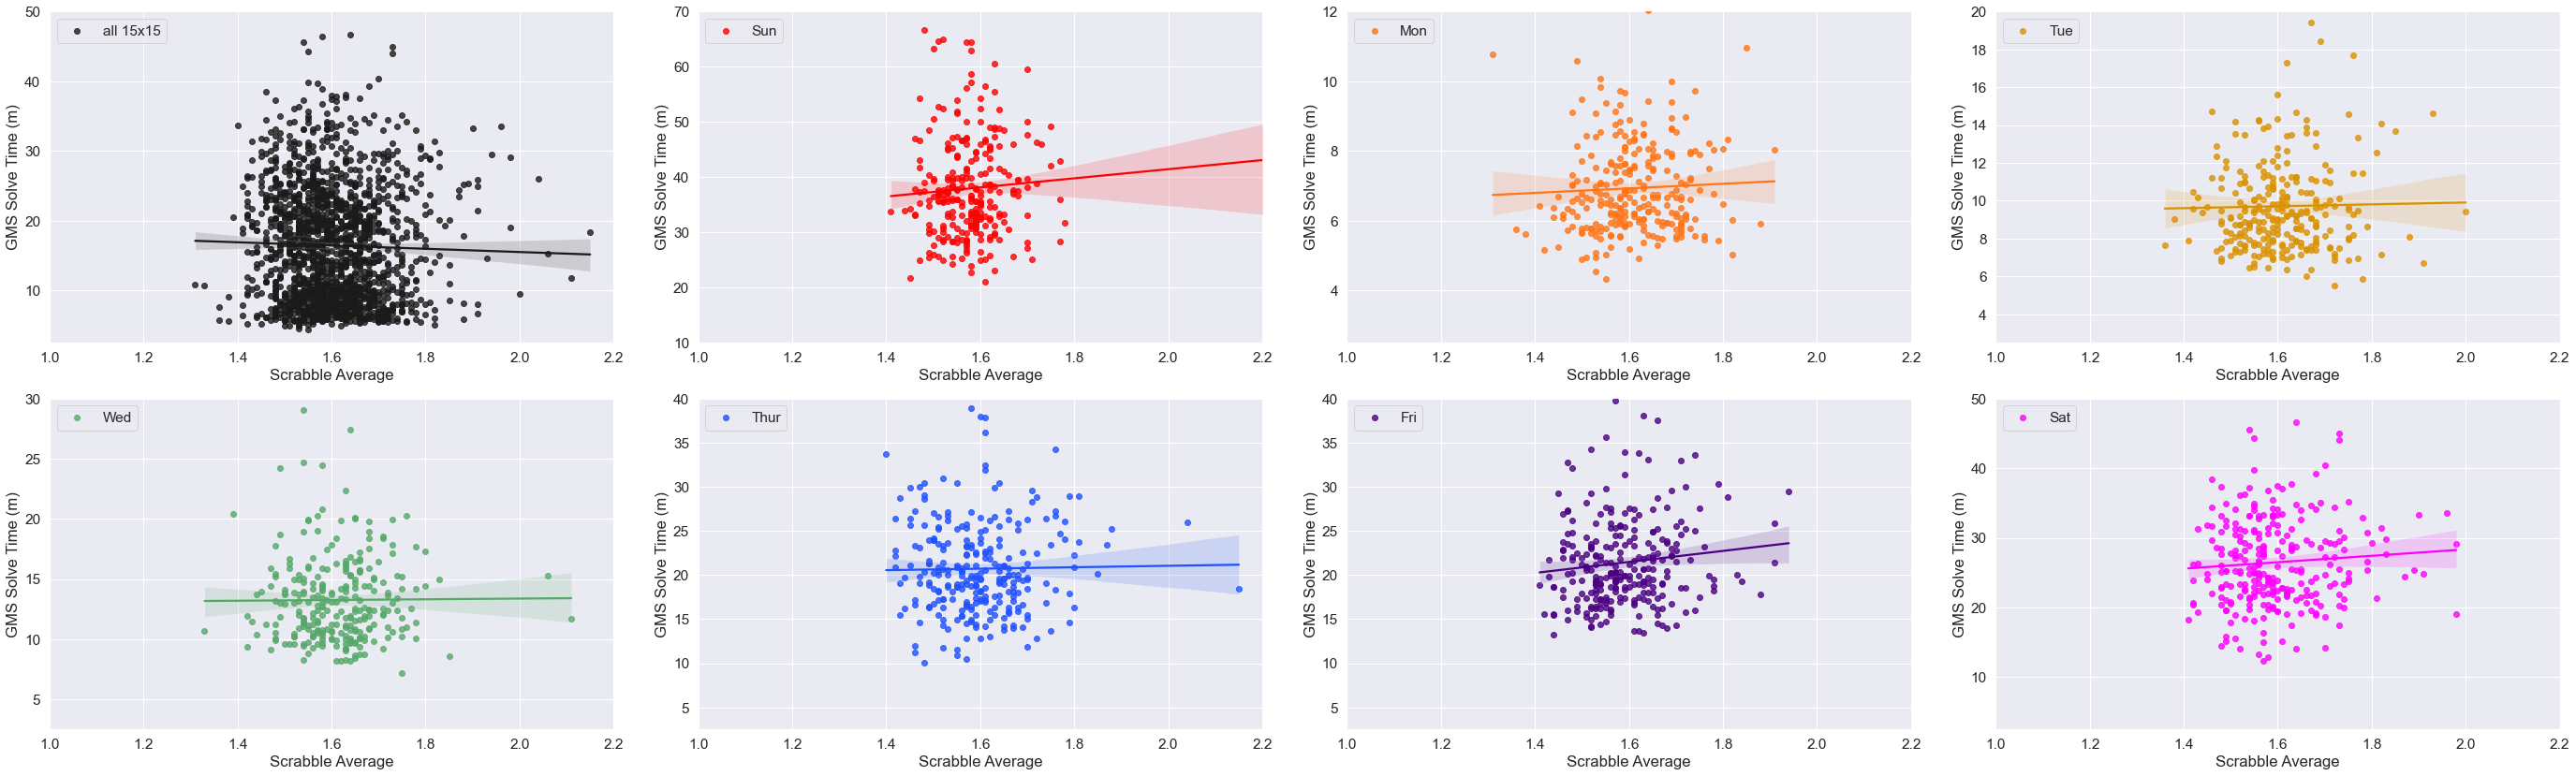 50
40
30
20
10
GMS Solve Time (m)
all 15x15
1.0 1.2 1.4 1.6 1.8 2.0 2.2
Scrabble Average
70
60
50
40
30
20
10
GMS Solve Time (m)
Sun
1.0 1.2 1.4 1.6 1.8 2.0 2.2
Scrabble Average
12
10
8
6
4
GMS Solve Time (m)
Mon
1.0 1.2 1.4 1.6 1.8 2.0 2.2
Scrabble Average
20
18
16
14
12
10
8
6
4
GMS Solve Time (m)
Tue
1.0 1.2 1.4 1.6 1.8 2.0 2.2
Scrabble Average
30
25
20
15
10
5
GMS Solve Time (m)
Wed
1.0 1.2 1.4 1.6 1.8 2.0 2.2
Scrabble Average
40
35
30
25
20
15
10
5
GMS Solve Time (m)
Thur
1.0 1.2 1.4 1.6 1.8 2.0 2.2
Scrabble Average
40
35
30
25
20
15
10
5
GMS Solve Time (m)
Fri
1.0 1.2 1.4 1.6 1.8 2.0 2.2
Scrabble Average
50
40
30
20
10
GMS Solve Time (m)
Sat
1.0 1.2 1.4 1.6 1.8 2.0 2.2
Scrabble Average